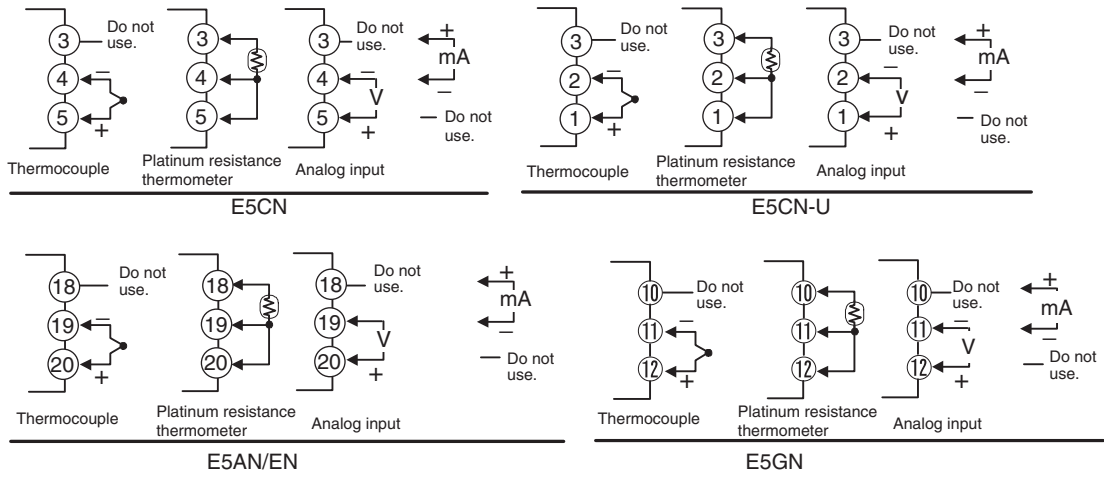 3 Do not use.
4 −
5 +
Thermocouple
3
4
5
Platinum resistance
thermometer
3 Do not use.
4 −
V
5 +
Analog input
+
mA
−
Do not
use.
E5CN
3 Do not use.
2 −
1 +
Thermocouple
3
2
1
Platinum resistance
thermometer
3 Do not use.
2 −
V
1 +
Analog input
+
mA
−
Do not
use.
E5CN-U
18 Do not use.
19 −
20 +
Thermocouple
18
19
20
Platinum resistance
thermometer
18 Do not use.
19
V
20 +
Analog input
+
mA
−
Do not
use.
E5AN/EN
10 Do not use.
11 −
12 +
Thermocouple
10
11
12
Platinum resistance
thermometer
10 Do not use.
11 −
V
12 +
Analog input
+
mA
−
Do not
use.
E5GN